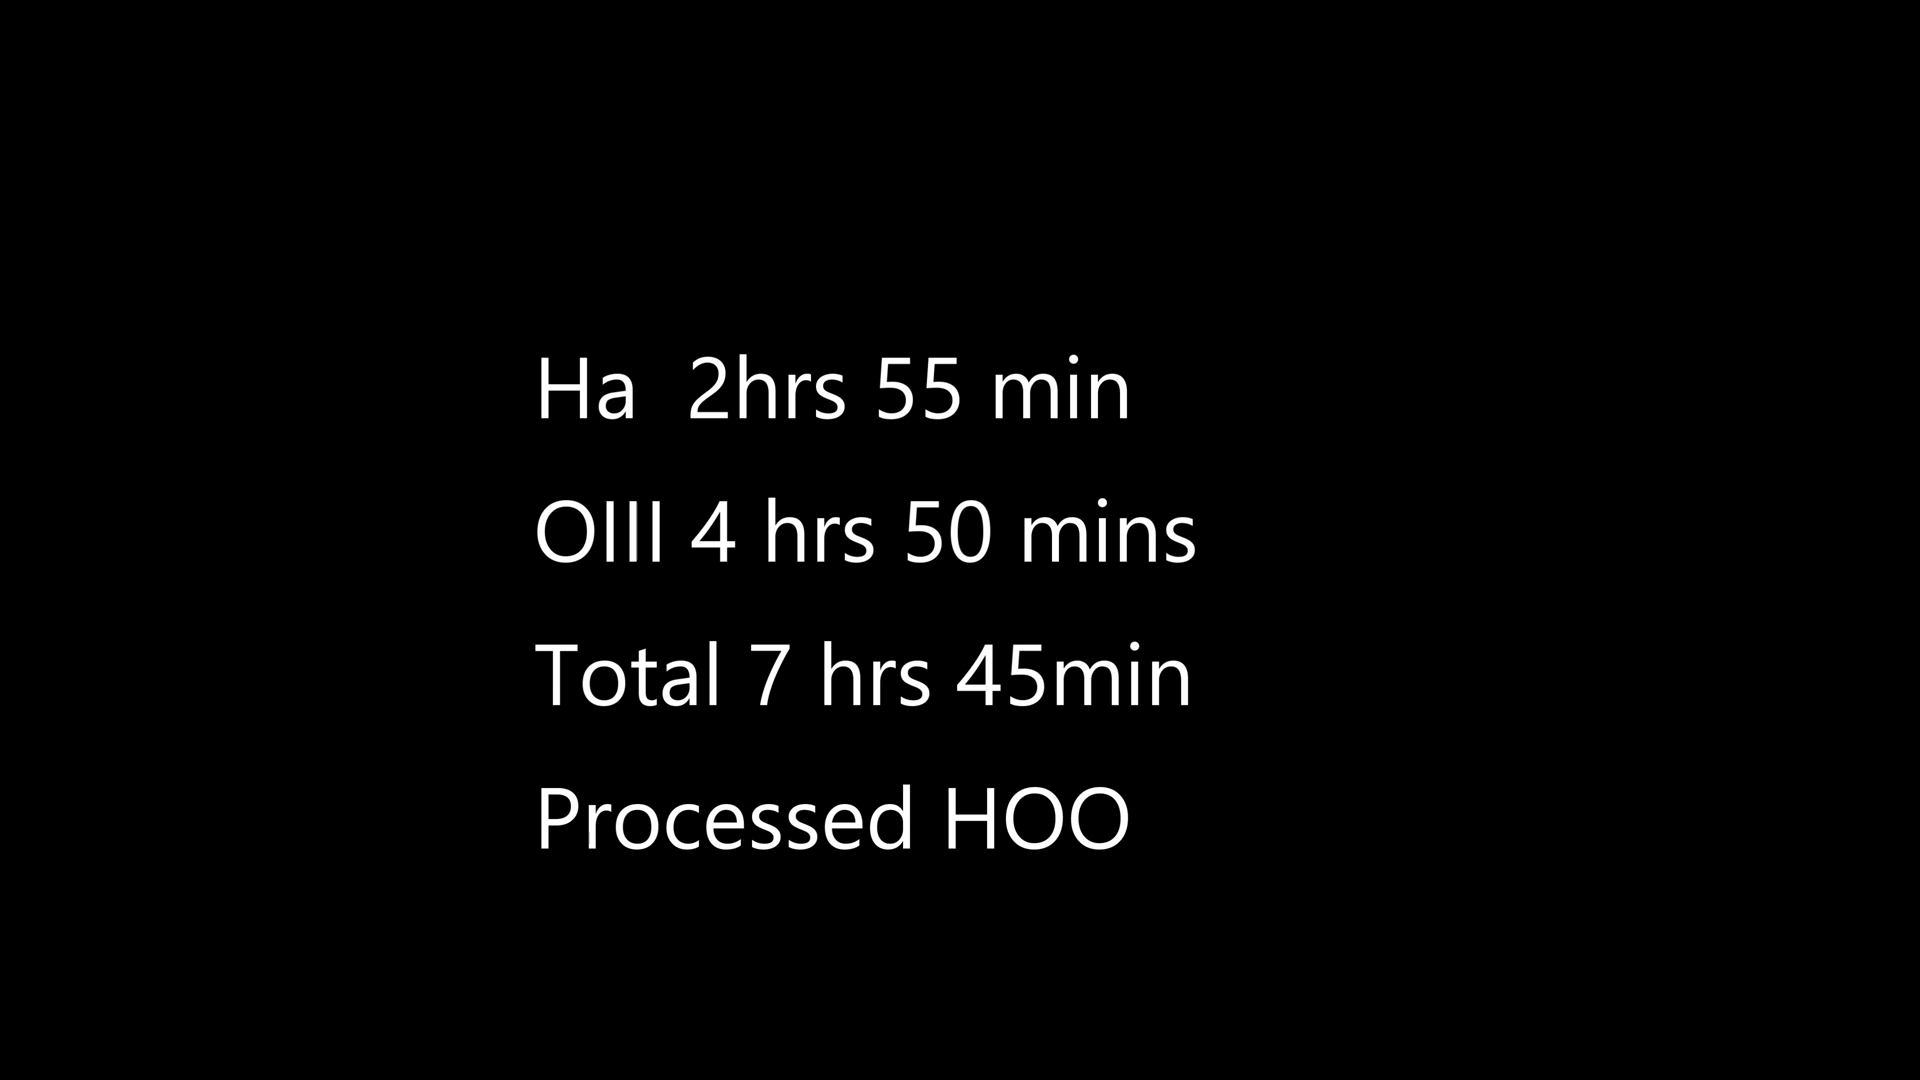 Ha  2hrs 55 min
OIII 4 hrs 50 mins
Total 7 hrs 45min
Processed HOO